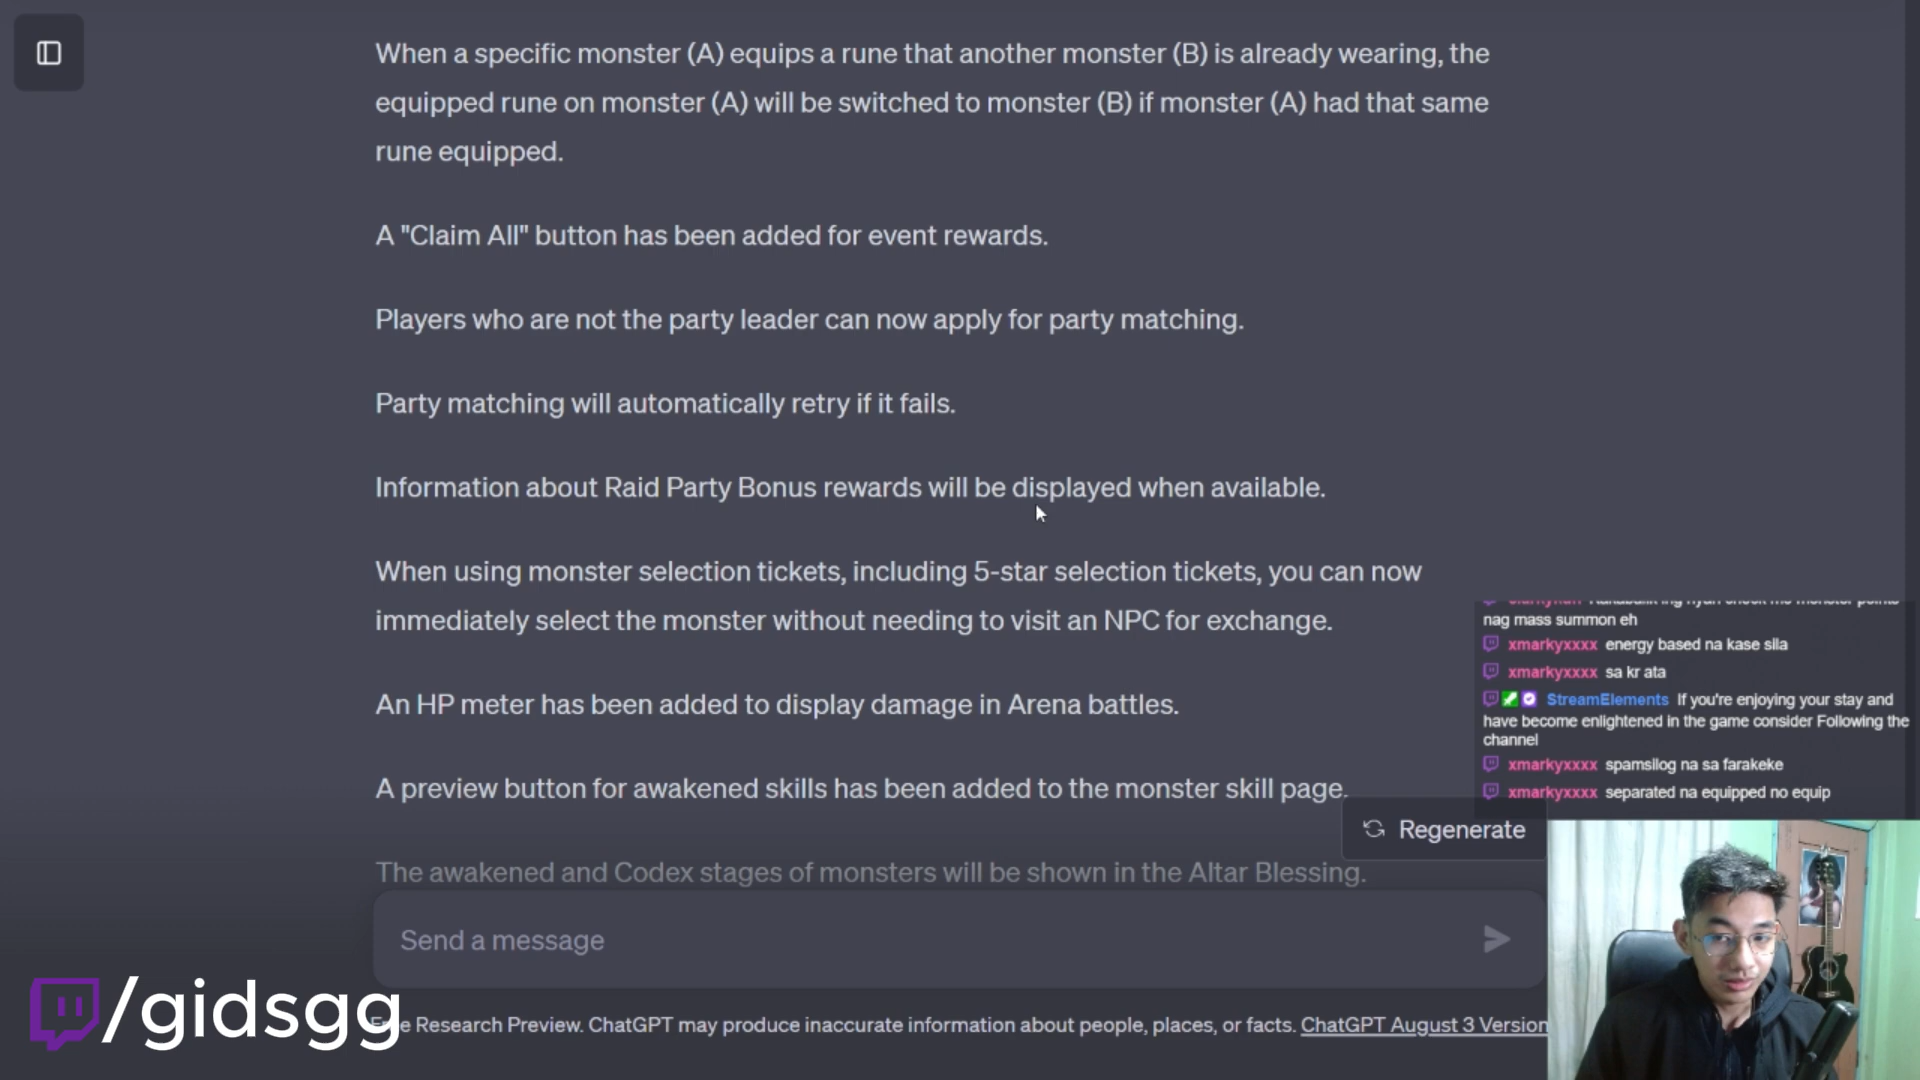 When a specific monster (A) equips a rune that another monster (B) is already wearing, the
equipped rune on monster (A) will be switched to monster (B) if monster (A) had that same
rune equipped.
A "Claim All" button has been added for event rewards.
Players who are not the party leader can now apply for party matching.
Party matching will automatically retry if it fails.
Information about Raid Party Bonus rewards will be displayed when available.
When using monster selection tickets, including 5-star selection tickets, you can now
immediately select the monster without needing to visit an NPC for exchange.
An HP meter has been added to display damage in Arena battles.
A preview button for awakened skills has been added to the monster skill page.
The awakened and Codex stages of monsters will be shown in the Altar Blessing.
Regenerate
Send a message
Research Preview. ChatGPT may produce inaccurate information about people, places, or facts. ChatGPT August 3 Version
/gidsgg
nag mass summon eh
xmarkyxxxx energy based na kase sila
xmarkyxxxx sa kr ata
StreamElements If you're enjoying your stay and
have become enlightened in the game consider Following the
channel
xmarkyxxxx spamsilog na sa farakeke
xmarkyxxxx separated na equipped no equip